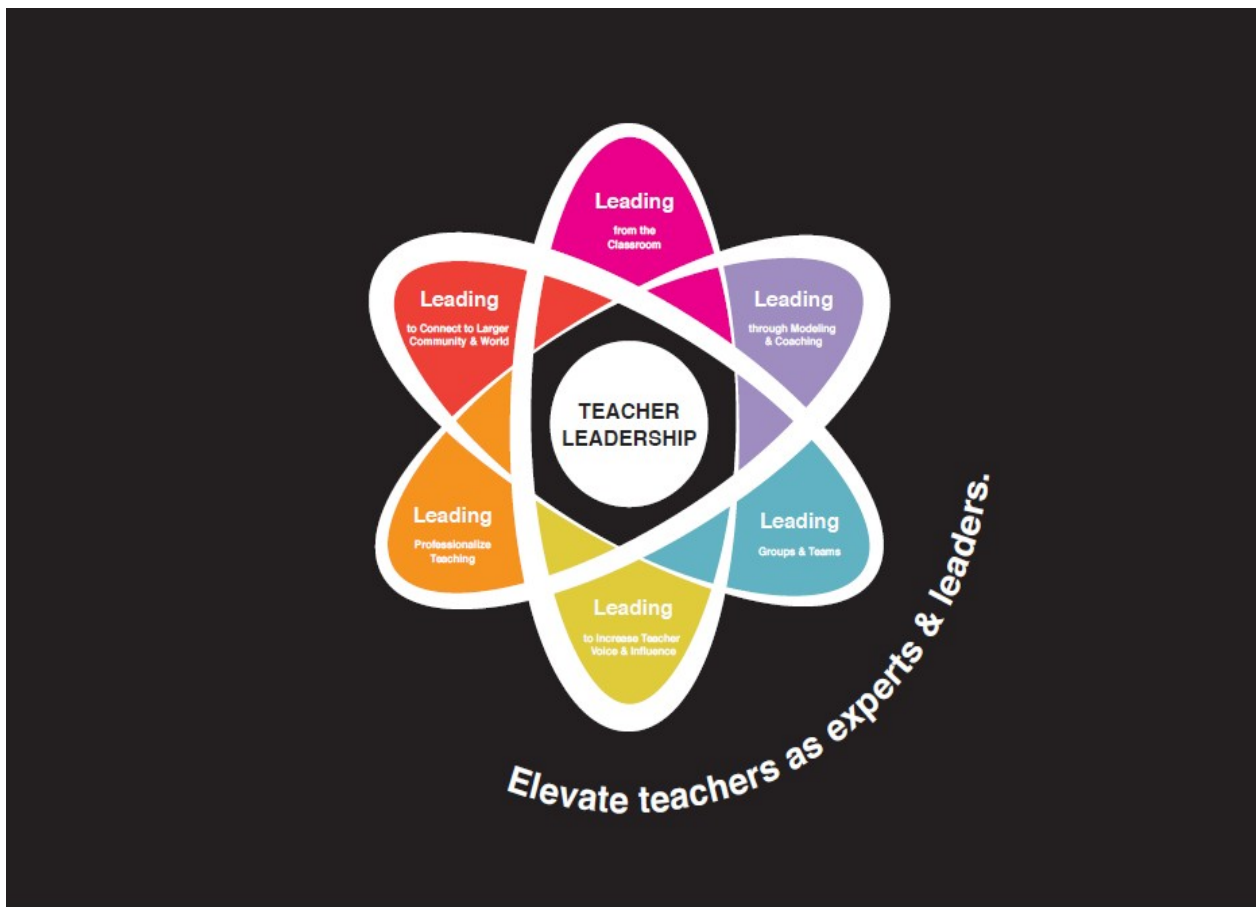 Leading
from the
Classroom
Leading
through Modeling
& Coaching
Leading
Groups & Teams
Leading
to Increase Teacher
Voice & Influence
Leading
Professionalize
Teaching
Leading
to Connect to Larger
Community & World
TEACHER
LEADERSHIP
Elevate teachers as experts & leaders.